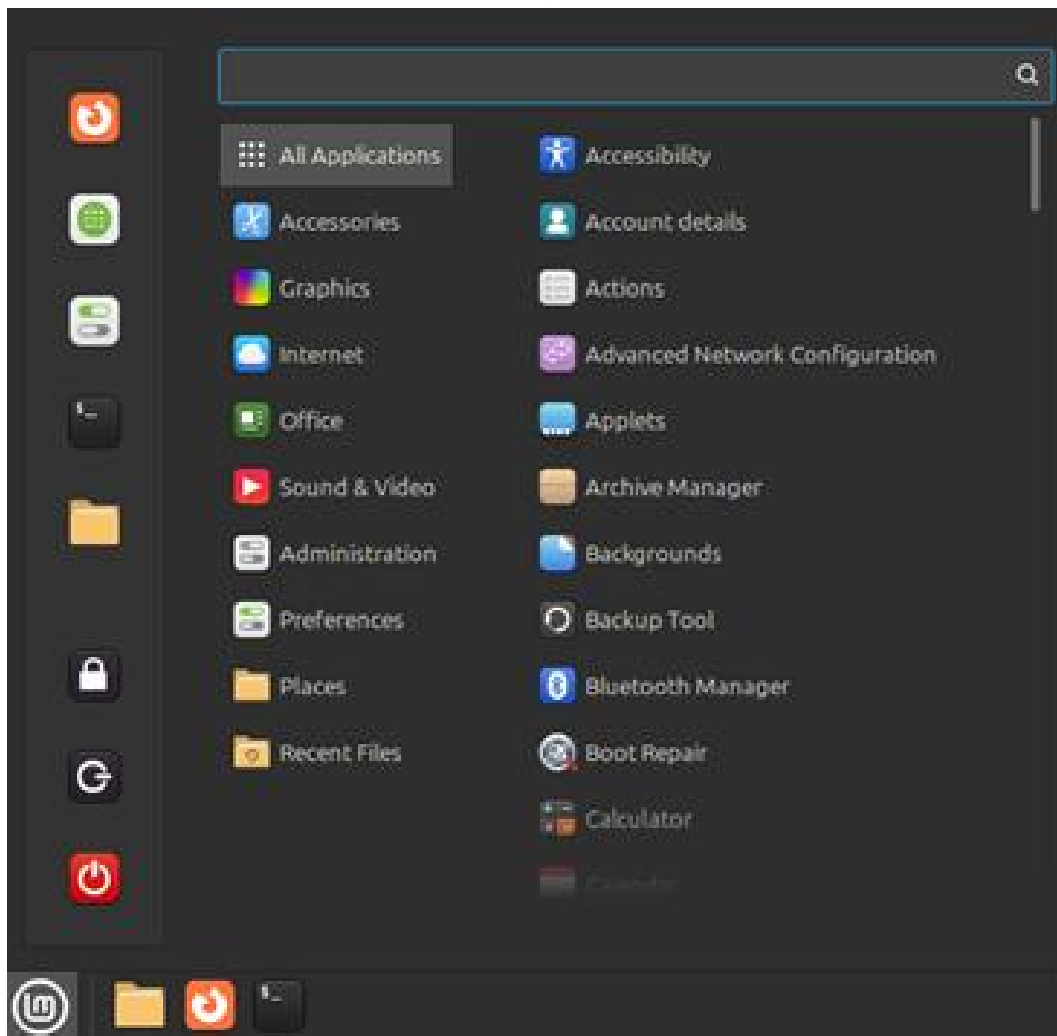 All Applications
Accessories
Graphics
Internet
Office
Sound & Video
Administration
Preferences
Places
Recent Files
Accessibility
Account details
Actions
Advanced Network Configuration
Applets
Archive Manager
Backgrounds
Backup Tool
Bluetooth Manager
Boot Repair
Calculator
Calendar
$_
$_